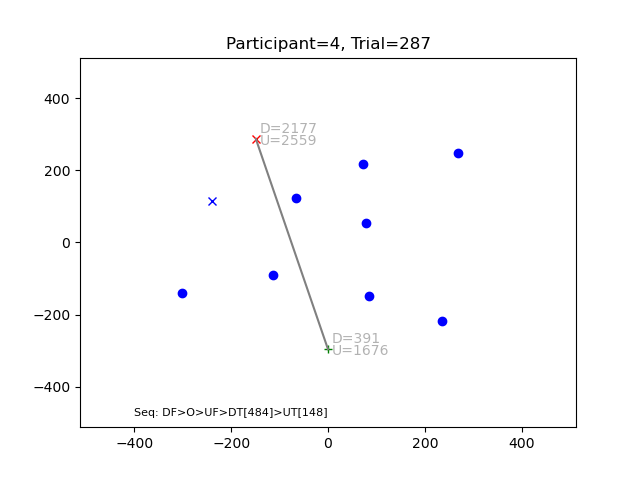 Participant=4, Trial=287
400
200
0
−200
−400
D=2177
U=2559
D=391
U=1676
Seq: DF>O>UF>DT[484]>UT[148]
−400 −200 0 200 400